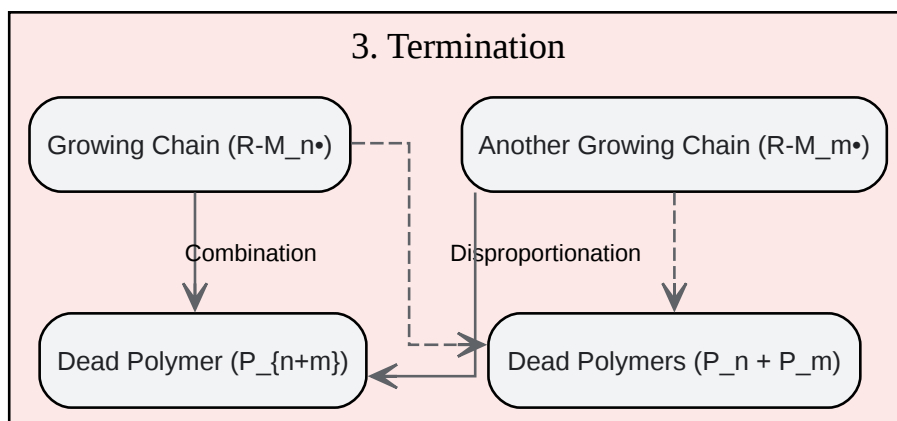 3. Termination
Growing Chain (R-M_n•)
Another Growing Chain (R-M_m•)
Combination
Disproportionation
Dead Polymer (P_{n+m})
Dead Polymers (P_n + P_m)